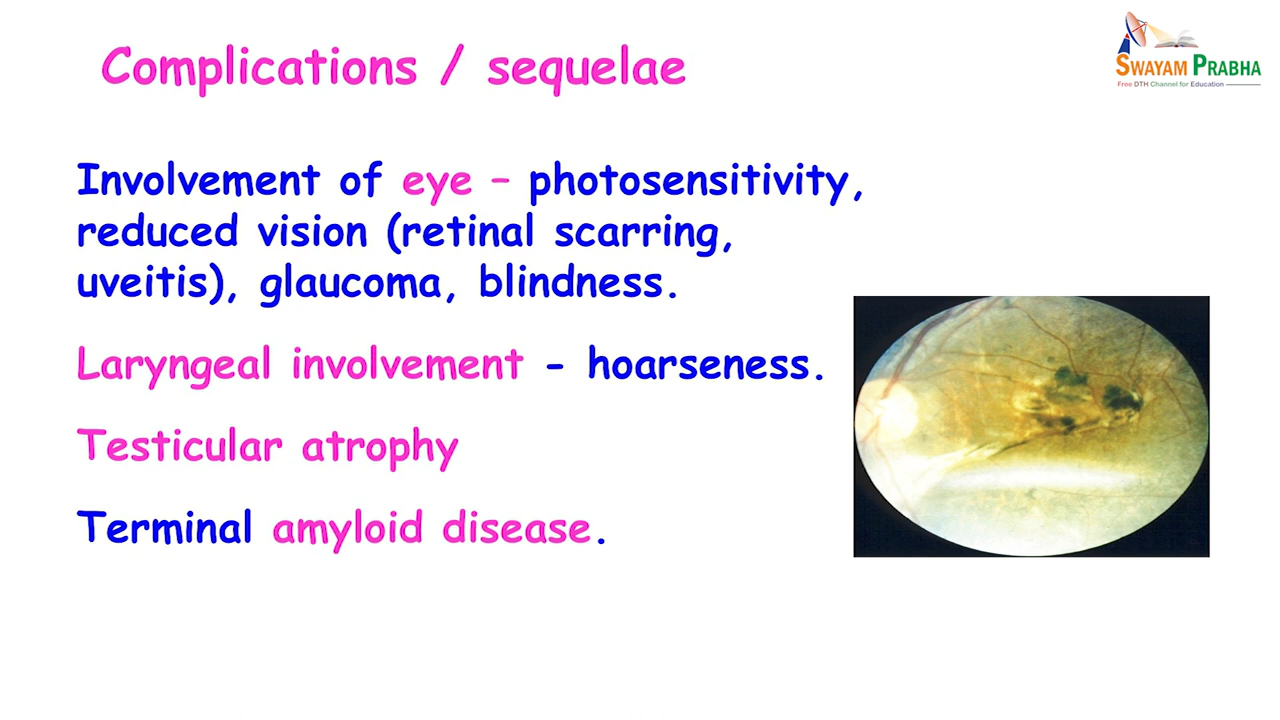 Complications / sequelae
SWAYAM PRABHA
Free DTH Channel for Education
Involvement of eye – photosensitivity,
reduced vision (retinal scarring,
uveitis), glaucoma, blindness.
Laryngeal involvement - hoarseness.
Testicular atrophy
Terminal amyloid disease.